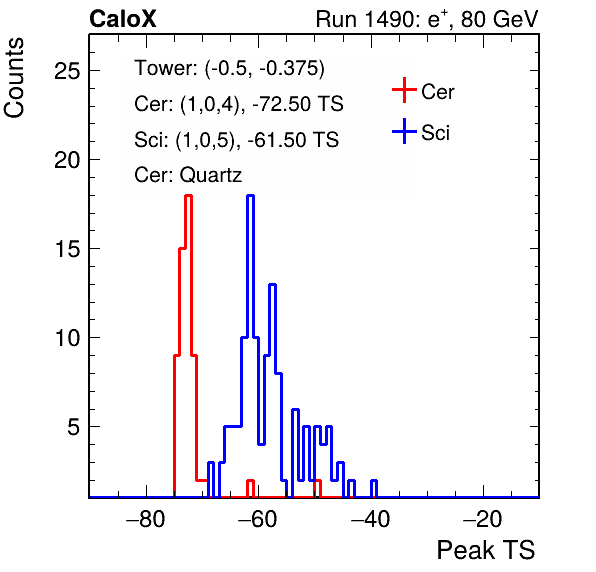 CaloX Run 1490: e⁺, 80 GeV
Counts
Tower: (-0.5, -0.375)
Cer: (1,0,4), -72.50 TS
Sci: (1,0,5), -61.50 TS
Cer: Quartz
Cer
Sci
25
20
15
10
5
−80 −60 −40 −20
Peak TS